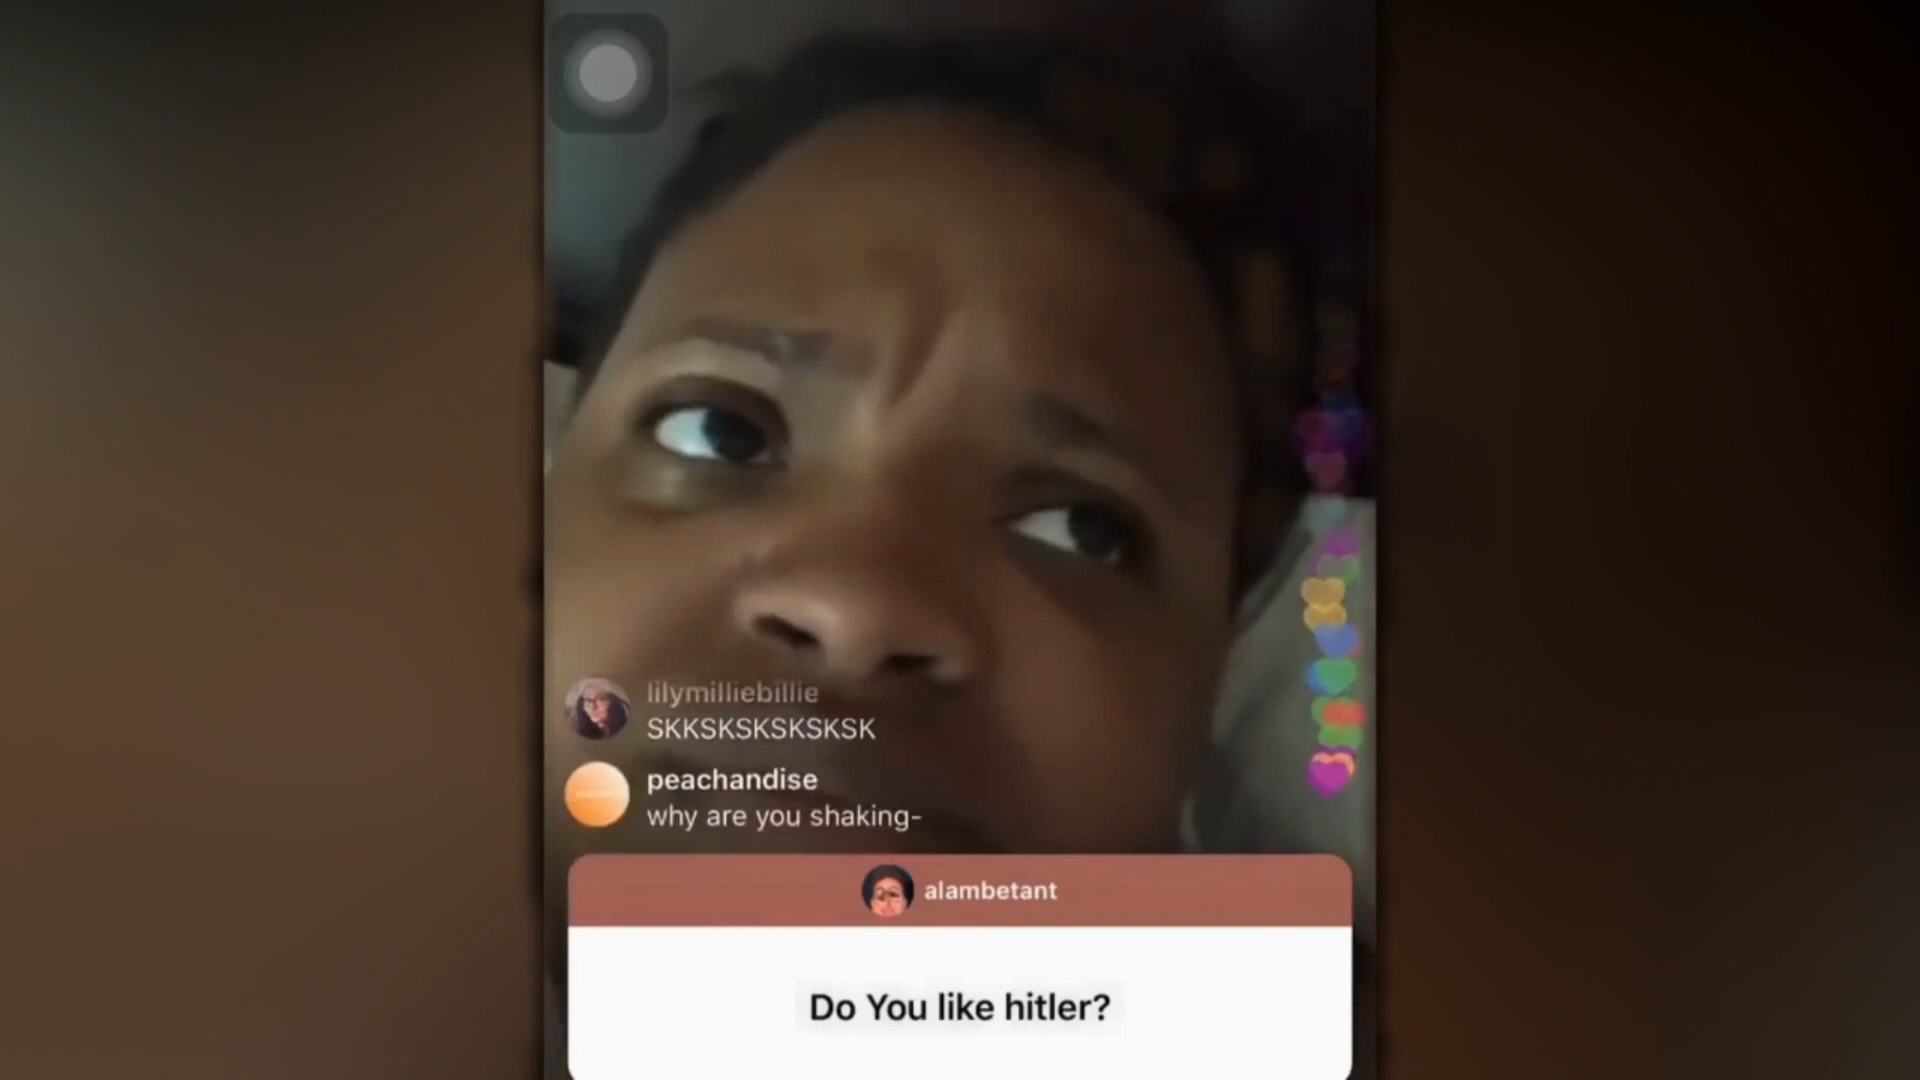 lilymilliebillie
SKKSKSKSKSKSK
peachandise
why are you shaking-
alambetant
Do You like hitler?